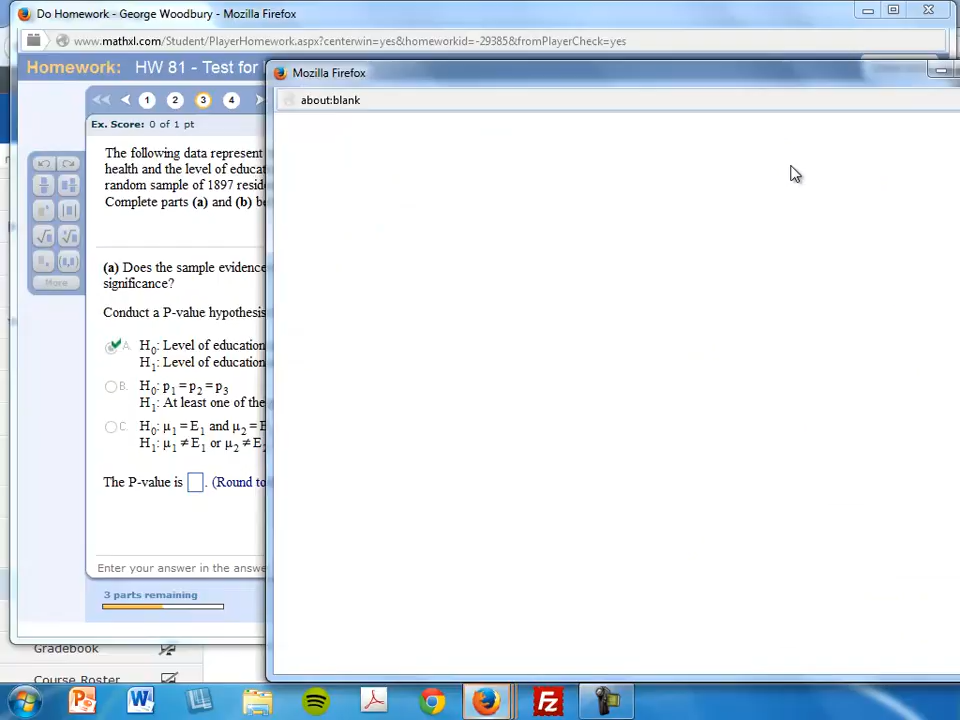 Do Homework - George Woodbury - Mozilla Firefox
www.mathxl.com/Student/PlayerHomework.aspx?centerwin=yes&homeworkid=-29385&fromPlayerCheck=yes
Homework: HW 81 - Test for
Mozilla Firefox
about:blank
1 2 3 4
Ex. Score: 0 of 1 pt
The following data represent
health and the level of educat
random sample of 1897 resid
Complete parts (a) and (b) be
(a) Does the sample evidence
significance?
Conduct a P-value hypothesis
A. H0: Level of education
H1: Level of education
B. H0: p1 = p2 = p3
H1: At least one of the
C. H0: μ1 = E1 and μ2 = E
H1: μ1 ≠ E1 or μ2 ≠ E
The P-value is . (Round to
More
Enter your answer in the answe
3 parts remaining
Gradebook
Course Roster